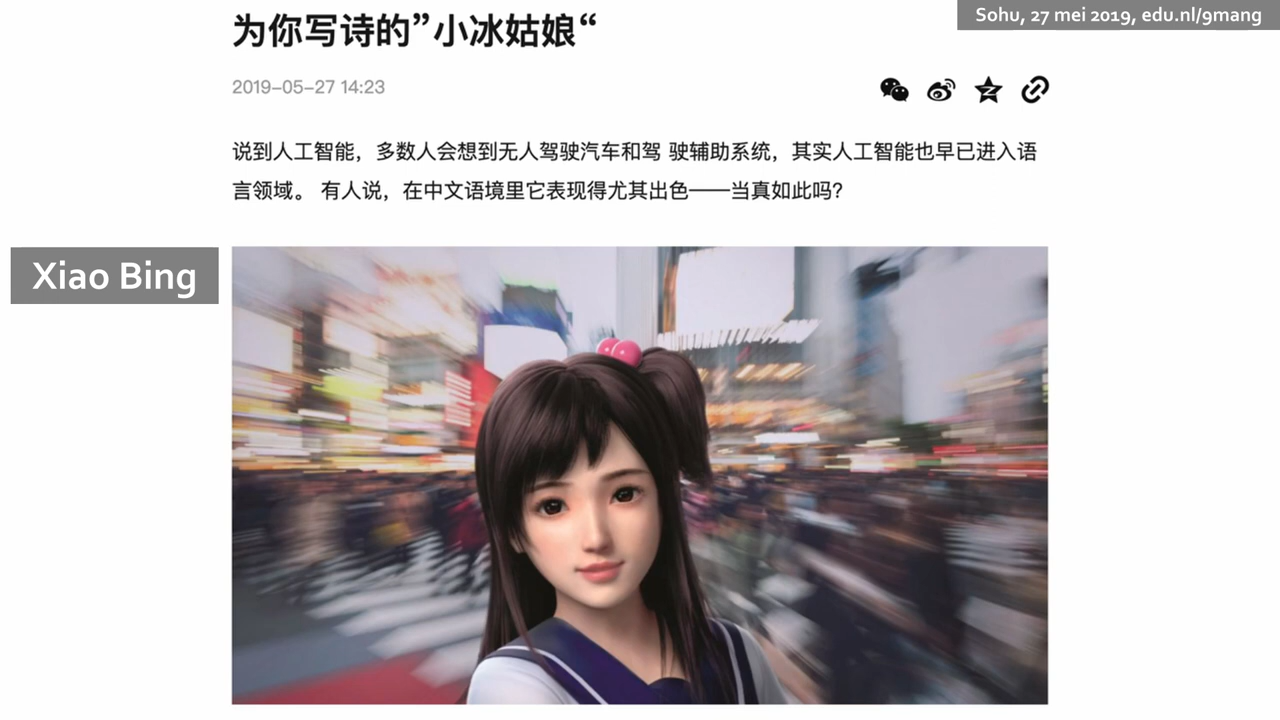 Sohu, 27 mei 2019, edu.nl/9mang
为你写诗的”小冰姑娘“
2019-05-27 14:23
说到人工智能，多数人会想到无人驾驶汽车和驾 驶辅助系统，其实人工智能也早已进入语
言领域。 有人说，在中文语境里它表现得尤其出色——当真如此吗？
Xiao Bing